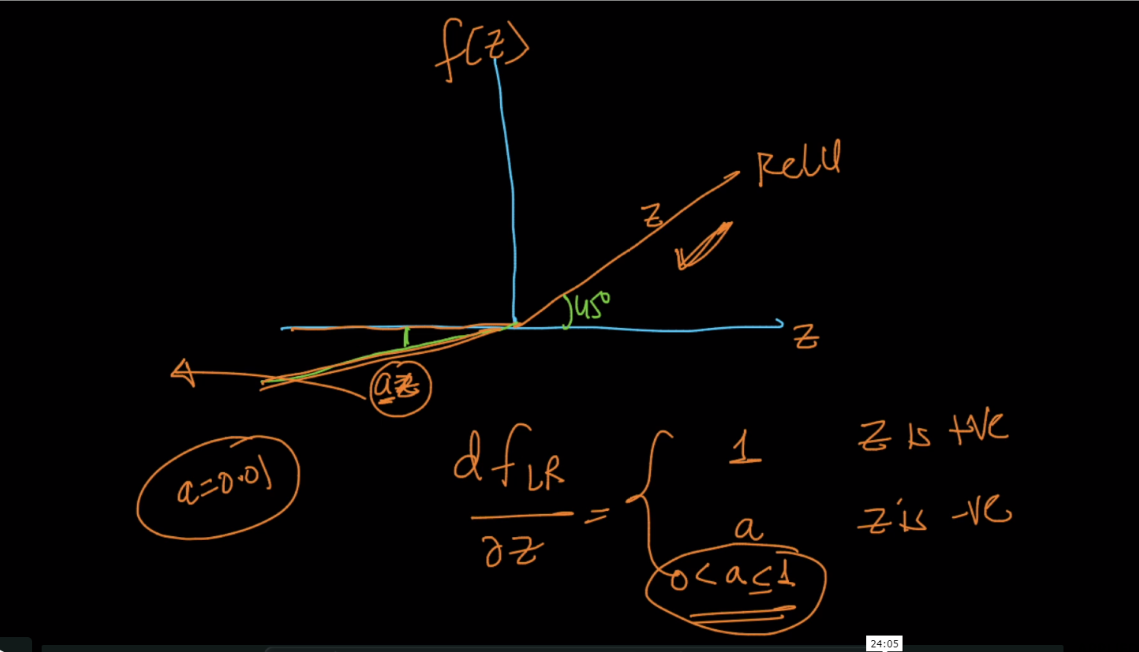 f(z)
ReLU
z
45°
z
az
a=0.01
df_LR / ∂z = { 1 z is +ve
a z is -ve
0 < a ≤ 1
24:05